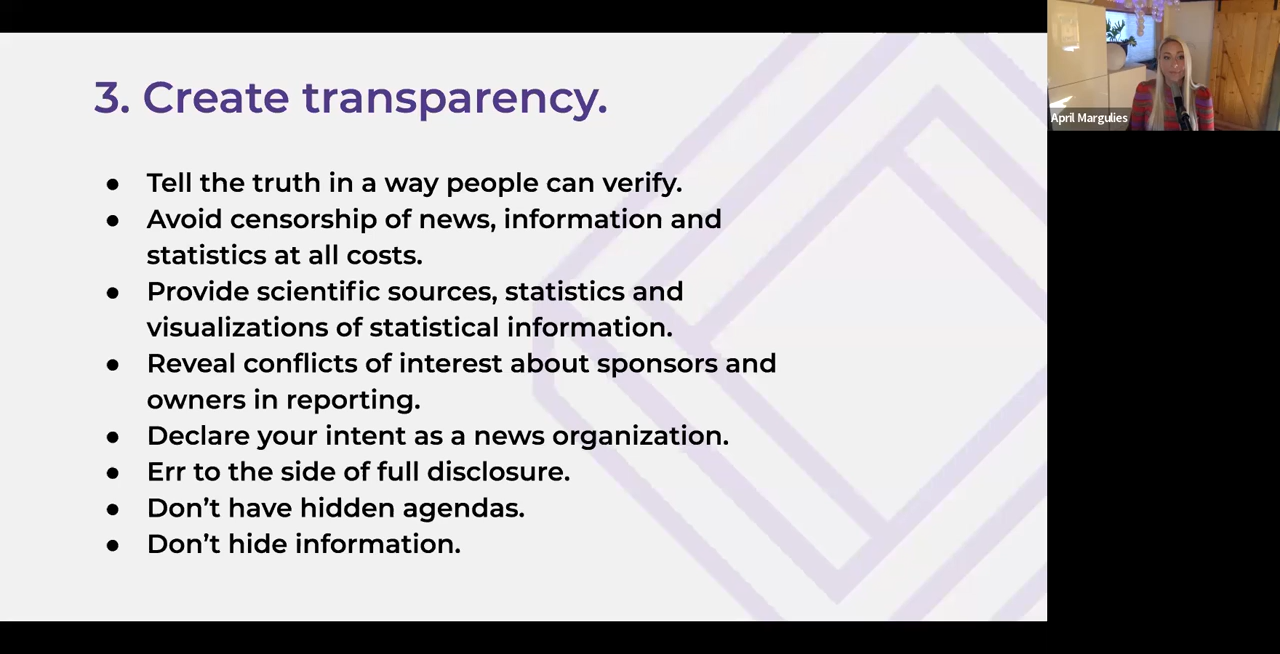 3. Create transparency.
● Tell the truth in a way people can verify.
● Avoid censorship of news, information and
statistics at all costs.
● Provide scientific sources, statistics and
visualizations of statistical information.
● Reveal conflicts of interest about sponsors and
owners in reporting.
● Declare your intent as a news organization.
● Err to the side of full disclosure.
● Don’t have hidden agendas.
● Don’t hide information.
April Margulies